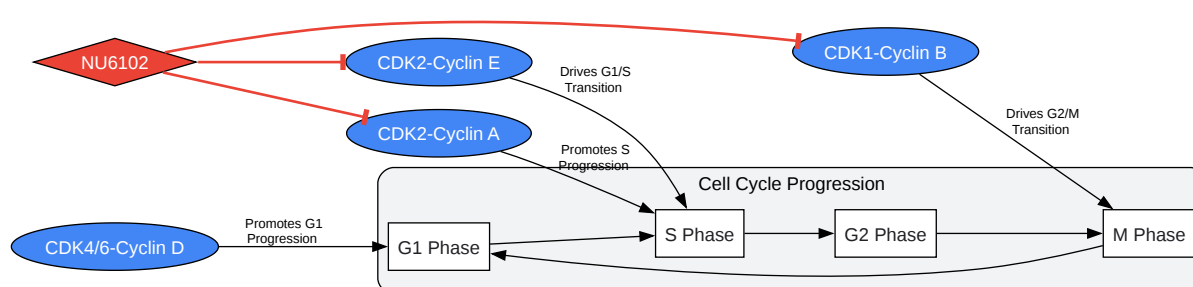 NU6102
CDK2-Cyclin E
CDK1-Cyclin B
Drives G1/S
Transition
CDK2-Cyclin A
Drives G2/M
Transition
Promotes S
Progression
Cell Cycle Progression
CDK4/6-Cyclin D
Promotes G1
Progression
G1 Phase
S Phase
G2 Phase
M Phase